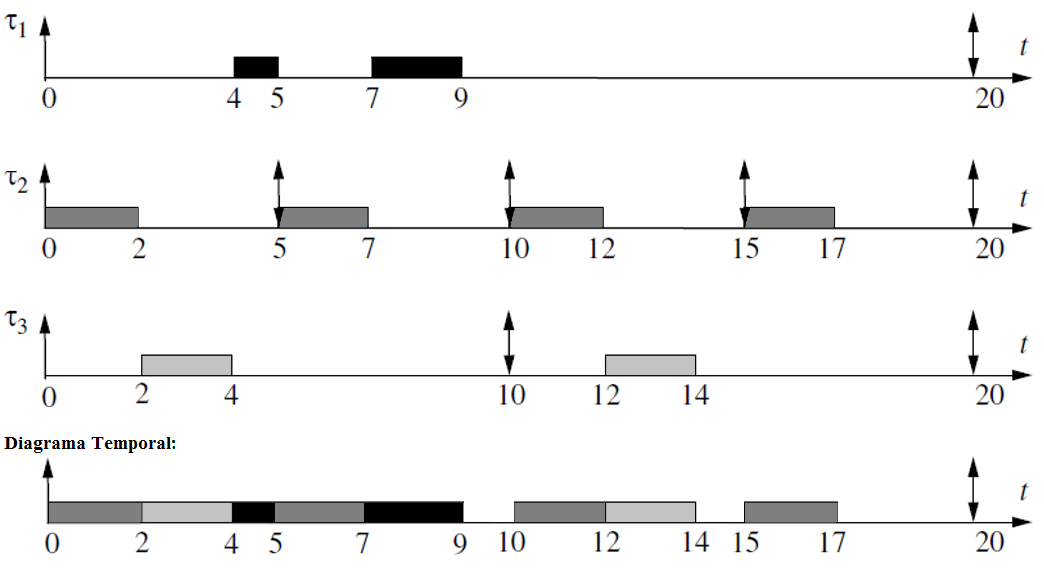 τ1
t
0 4 5 7 9 20
τ2
t
0 2 5 7 10 12 15 17 20
τ3
t
0 2 4 10 12 14 20
Diagrama Temporal:
t
0 2 4 5 7 9 10 12 14 15 17 20